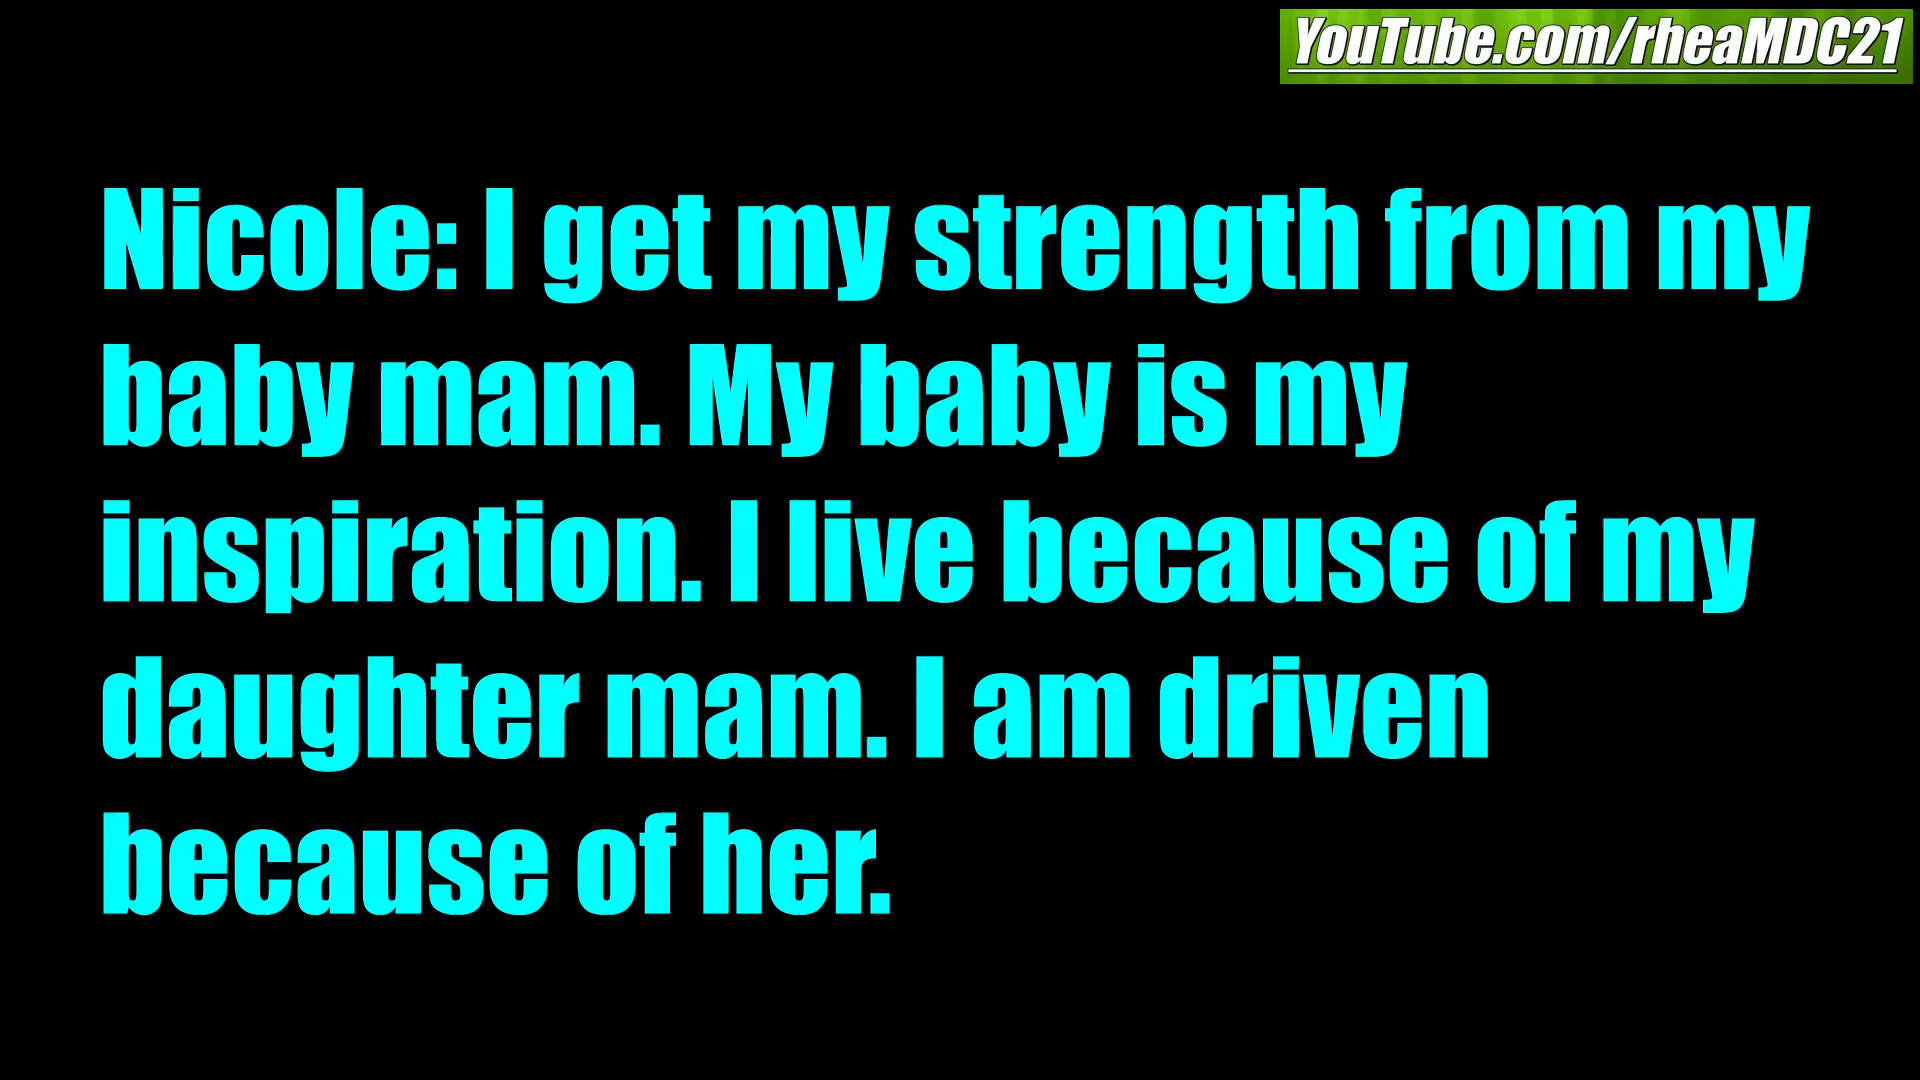 YouTube.com/rheaMDC21
Nicole: I get my strength from my
baby mam. My baby is my
inspiration. I live because of my
daughter mam. I am driven
because of her.